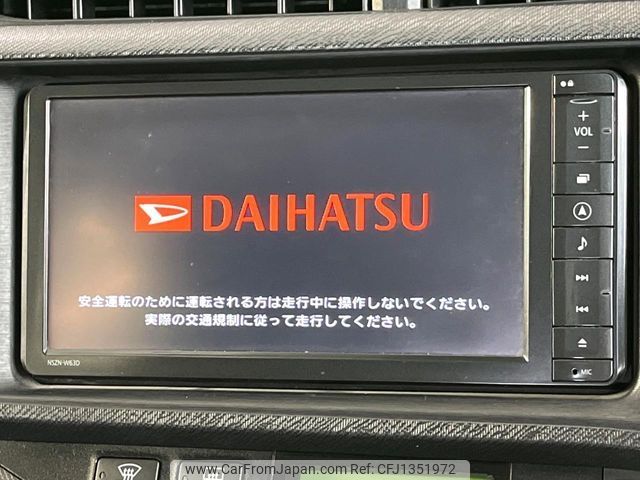 DAIHATSU
安全運転のために運転される方は走行中に操作しないでください。
実際の交通規制に従って走行してください。
NSZN-W63D
+
VOL
-
MIC
www.CarFromJapan.com - CFJ1351972